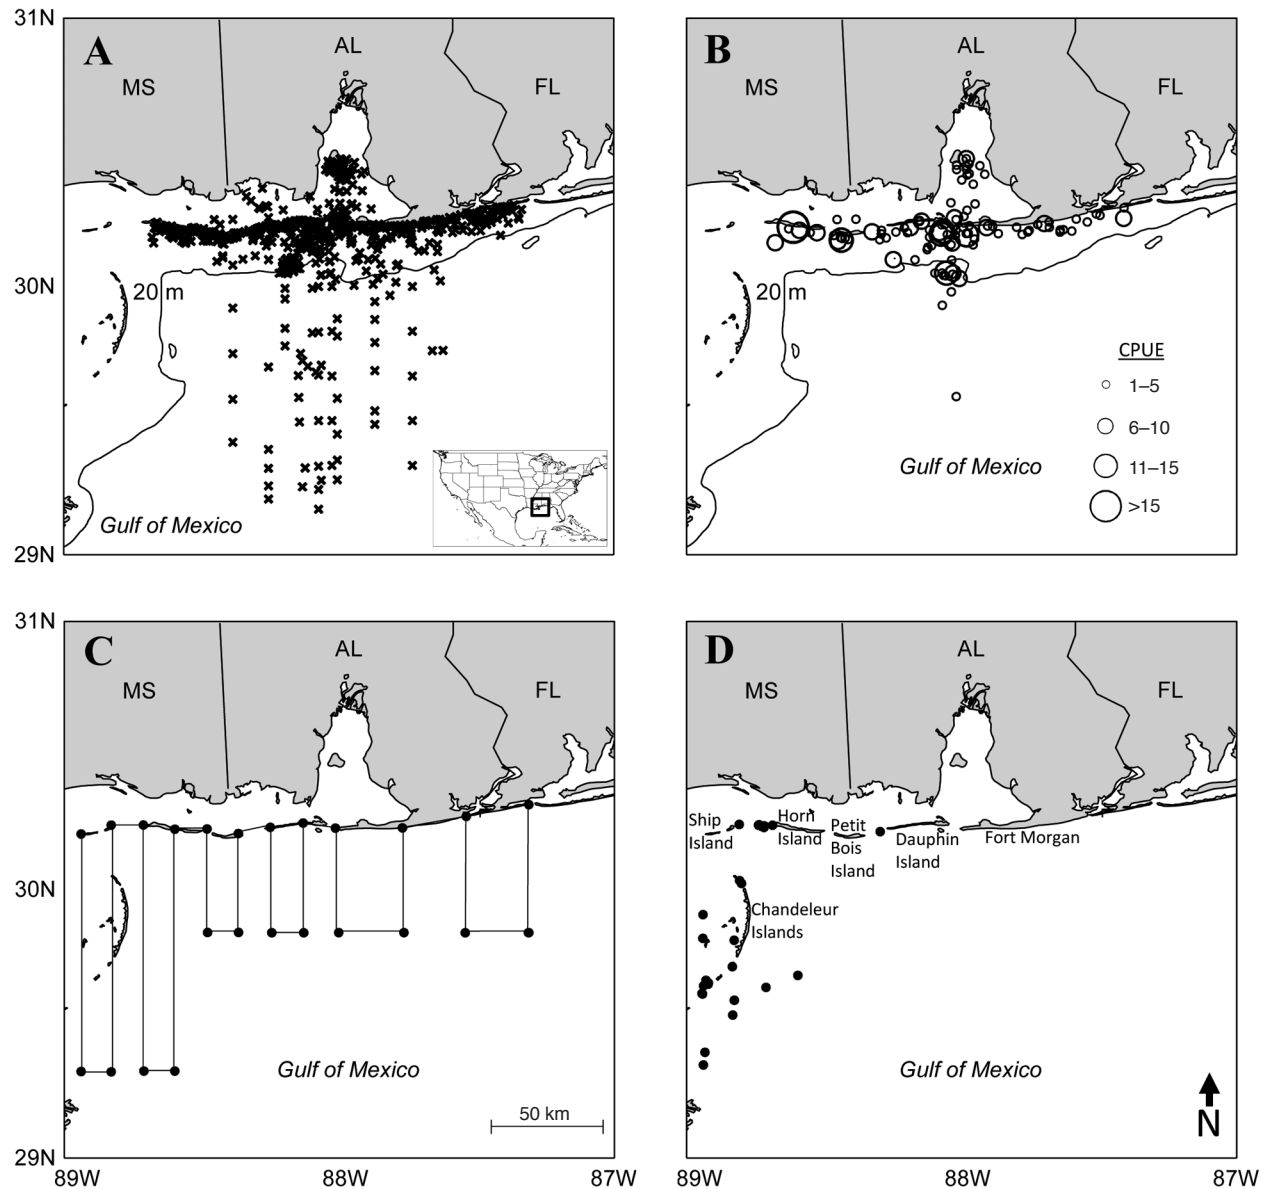 31N
A
AL
MS
FL
30N
20 m
Gulf of Mexico
29N
B
AL
MS
FL
20 m
CPUE
1–5
6–10
11–15
>15
Gulf of Mexico
31N
C
AL
MS
FL
30N
Gulf of Mexico
50 km
29N
89W
88W
87W
D
AL
MS
FL
Ship
Island
Horn
Island
Petit
Bois
Island
Dauphin
Island
Fort Morgan
Chandeleur
Islands
Gulf of Mexico
N
89W
88W
87W